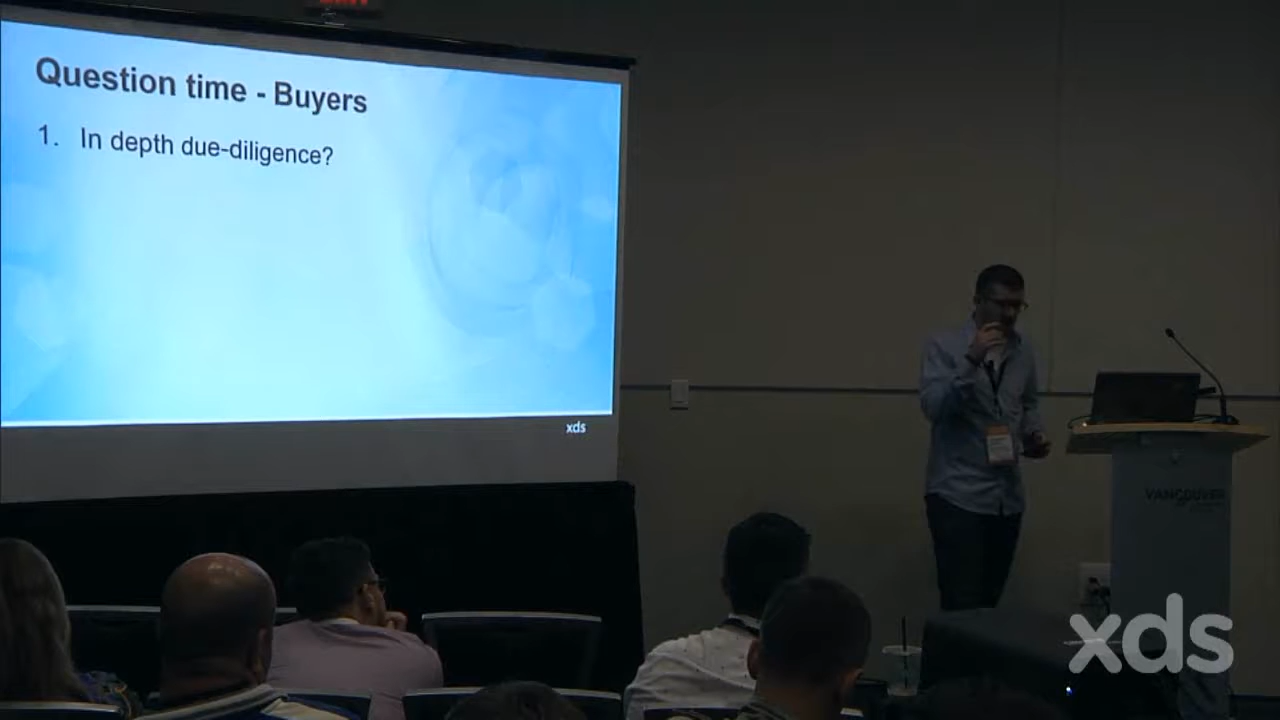 Question time - Buyers
1. In depth due-diligence?
xds
VANCOUVER
xds